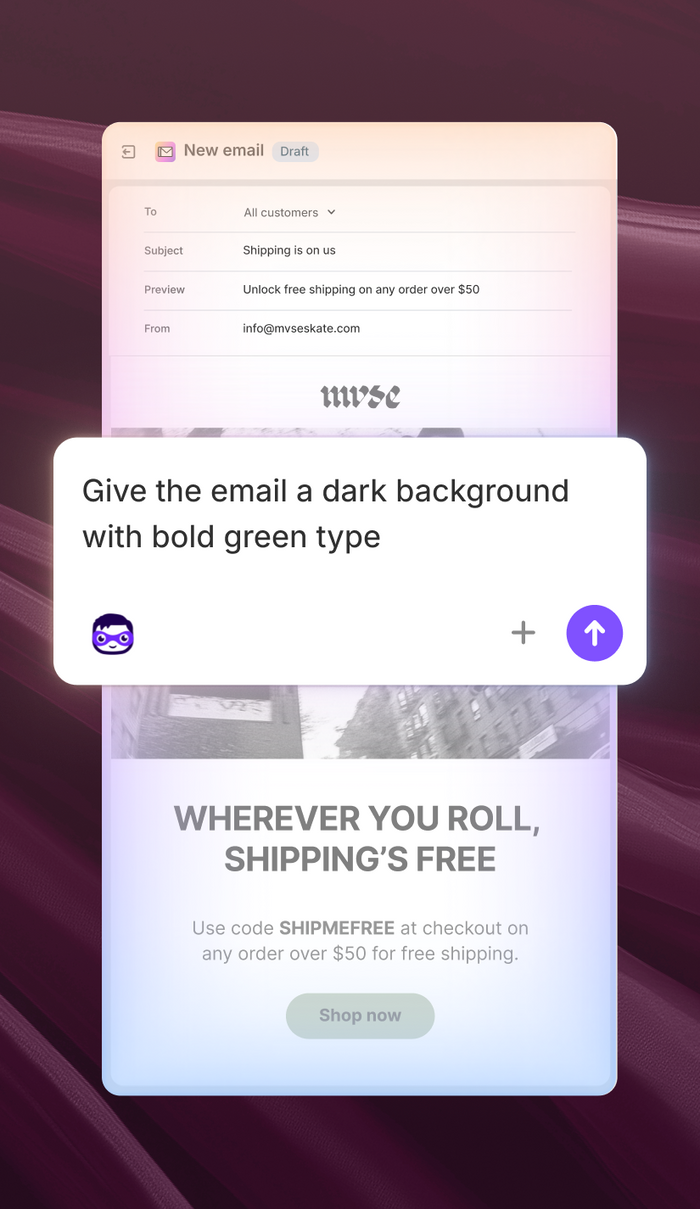 New email Draft
To All customers
Subject Shipping is on us
Preview Unlock free shipping on any order over $50
From info@mvseskate.com
mvse
Give the email a dark background
with bold green type
WHEREVER YOU ROLL,
SHIPPING’S FREE
Use code SHIPMEFREE at checkout on
any order over $50 for free shipping.
Shop now